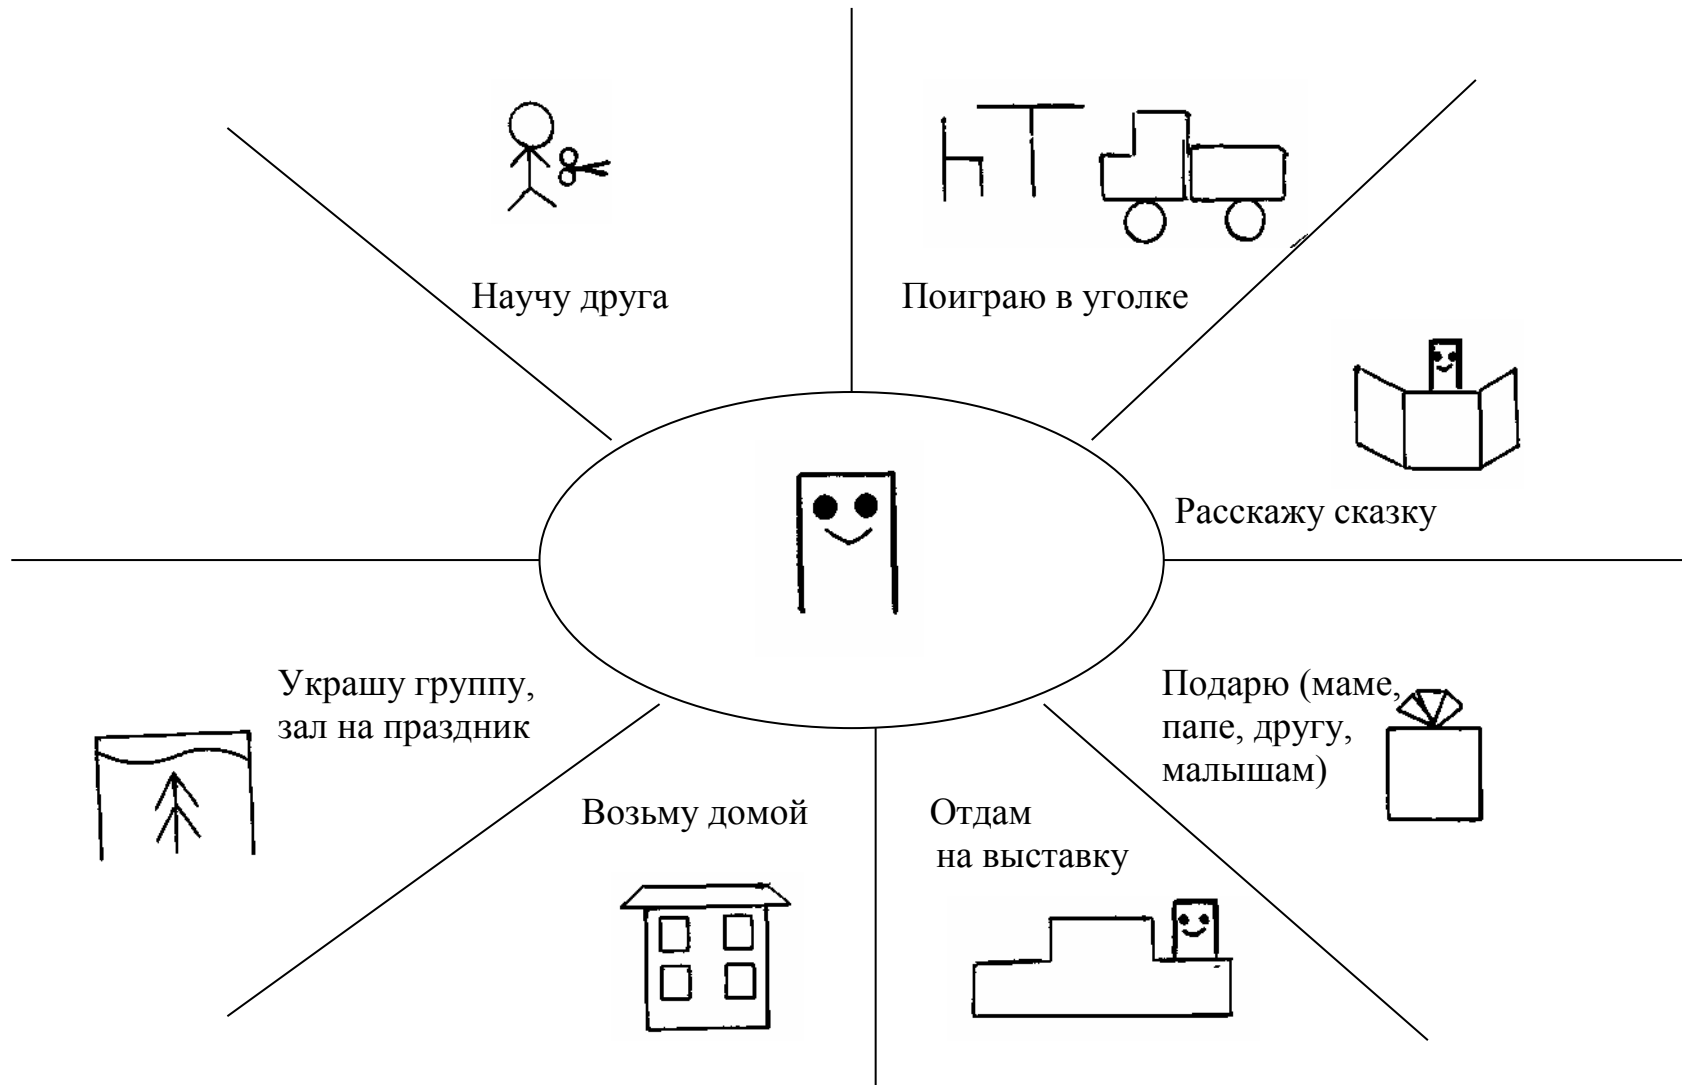 Научу друга
Поиграю в уголке
Расскажу сказку
Украшу группу,
зал на праздник
Подарю (маме,
папе, другу,
малышам)
Возьму домой
Отдам
на выставку